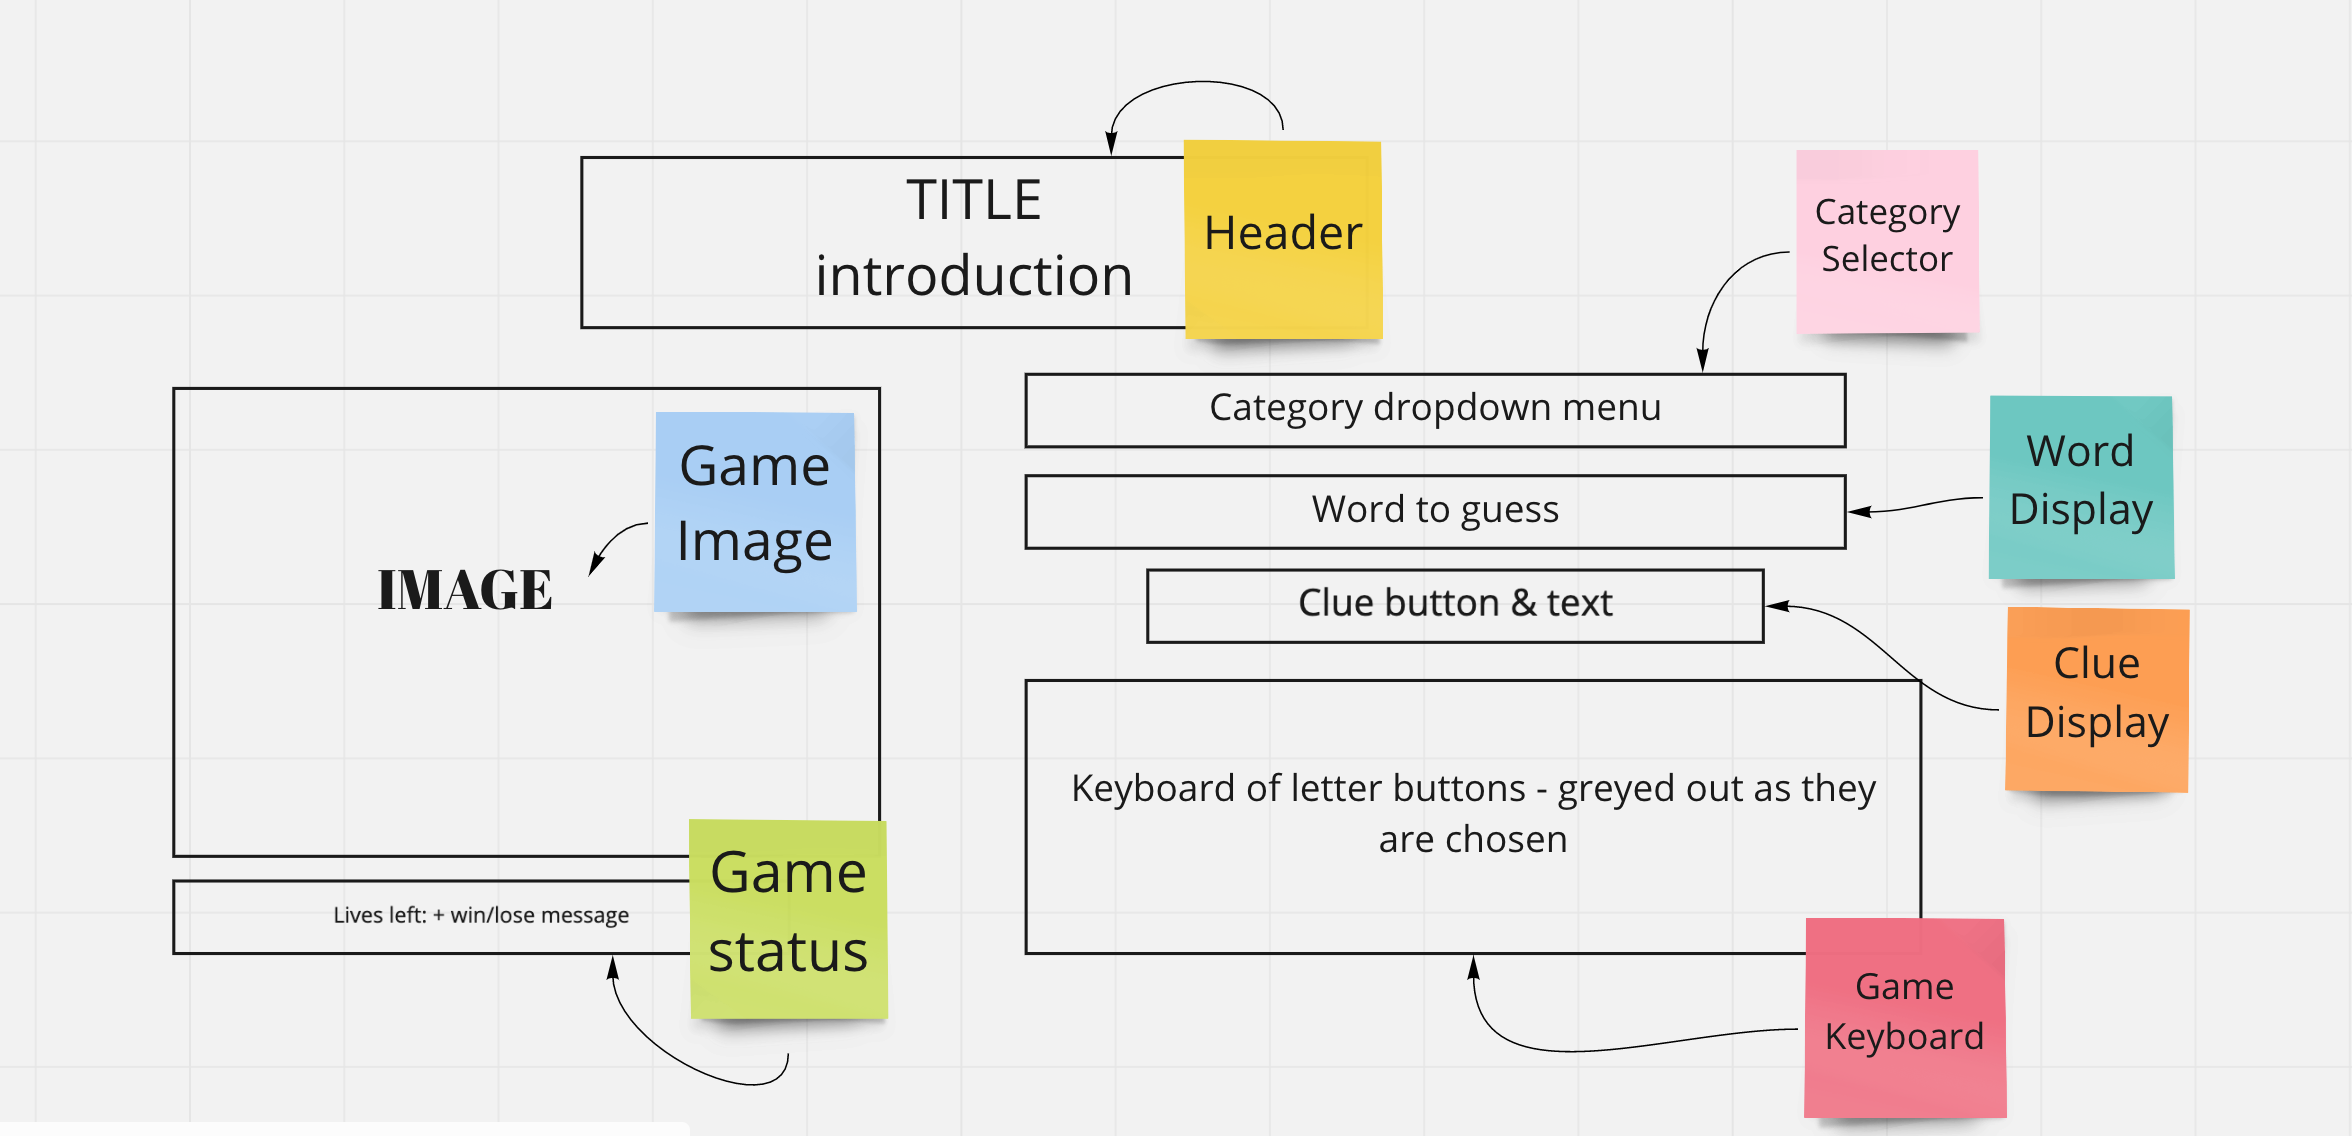 TITLE
introduction
Header
Category
Selector
Category dropdown menu
Game
Image
IMAGE
Word to guess
Word
Display
Clue button & text
Clue
Display
Keyboard of letter buttons - greyed out as they
are chosen
Game
status
Lives left: + win/lose message
Game
Keyboard